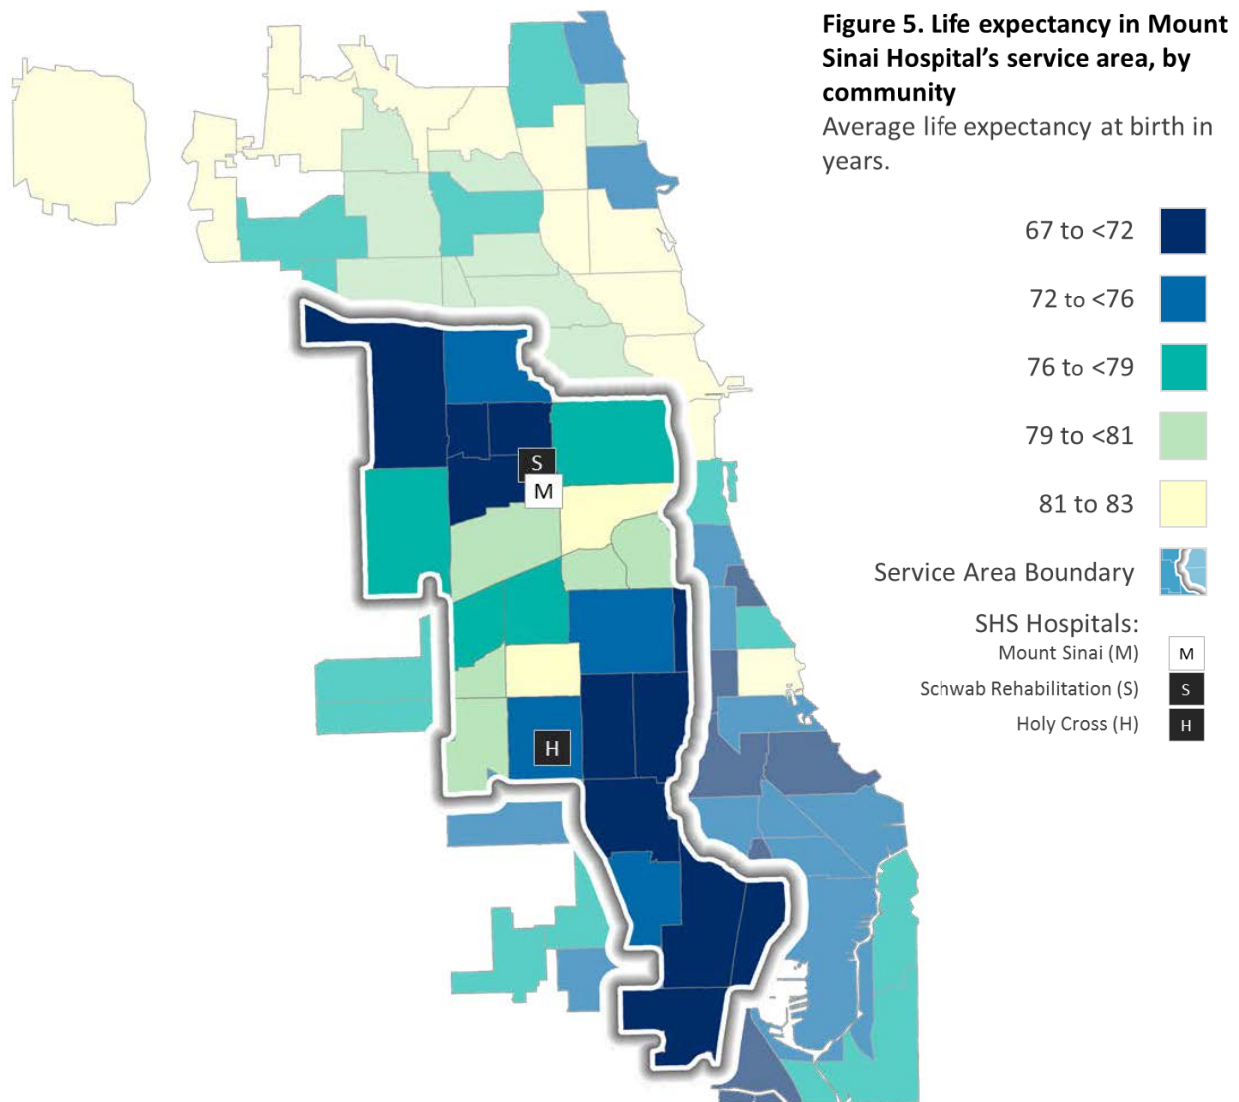 Figure 5. Life expectancy in Mount
Sinai Hospital’s service area, by
community
Average life expectancy at birth in
years.
67 to <72
72 to <76
76 to <79
79 to <81
81 to 83
Service Area Boundary
SHS Hospitals:
Mount Sinai (M) M
Schwab Rehabilitation (S) S
Holy Cross (H) H
S
M
H